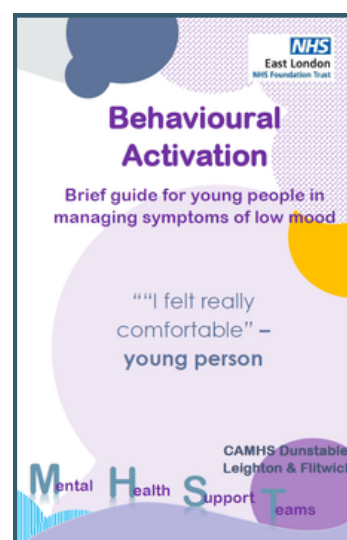 NHS
East London
NHS Foundation Trust
Behavioural
Activation
Brief guide for young people in
managing symptoms of low mood
““I felt really
comfortable” –
young person
CAMHS Dunstable
Leighton & Flitwick
Mental Health Support Teams